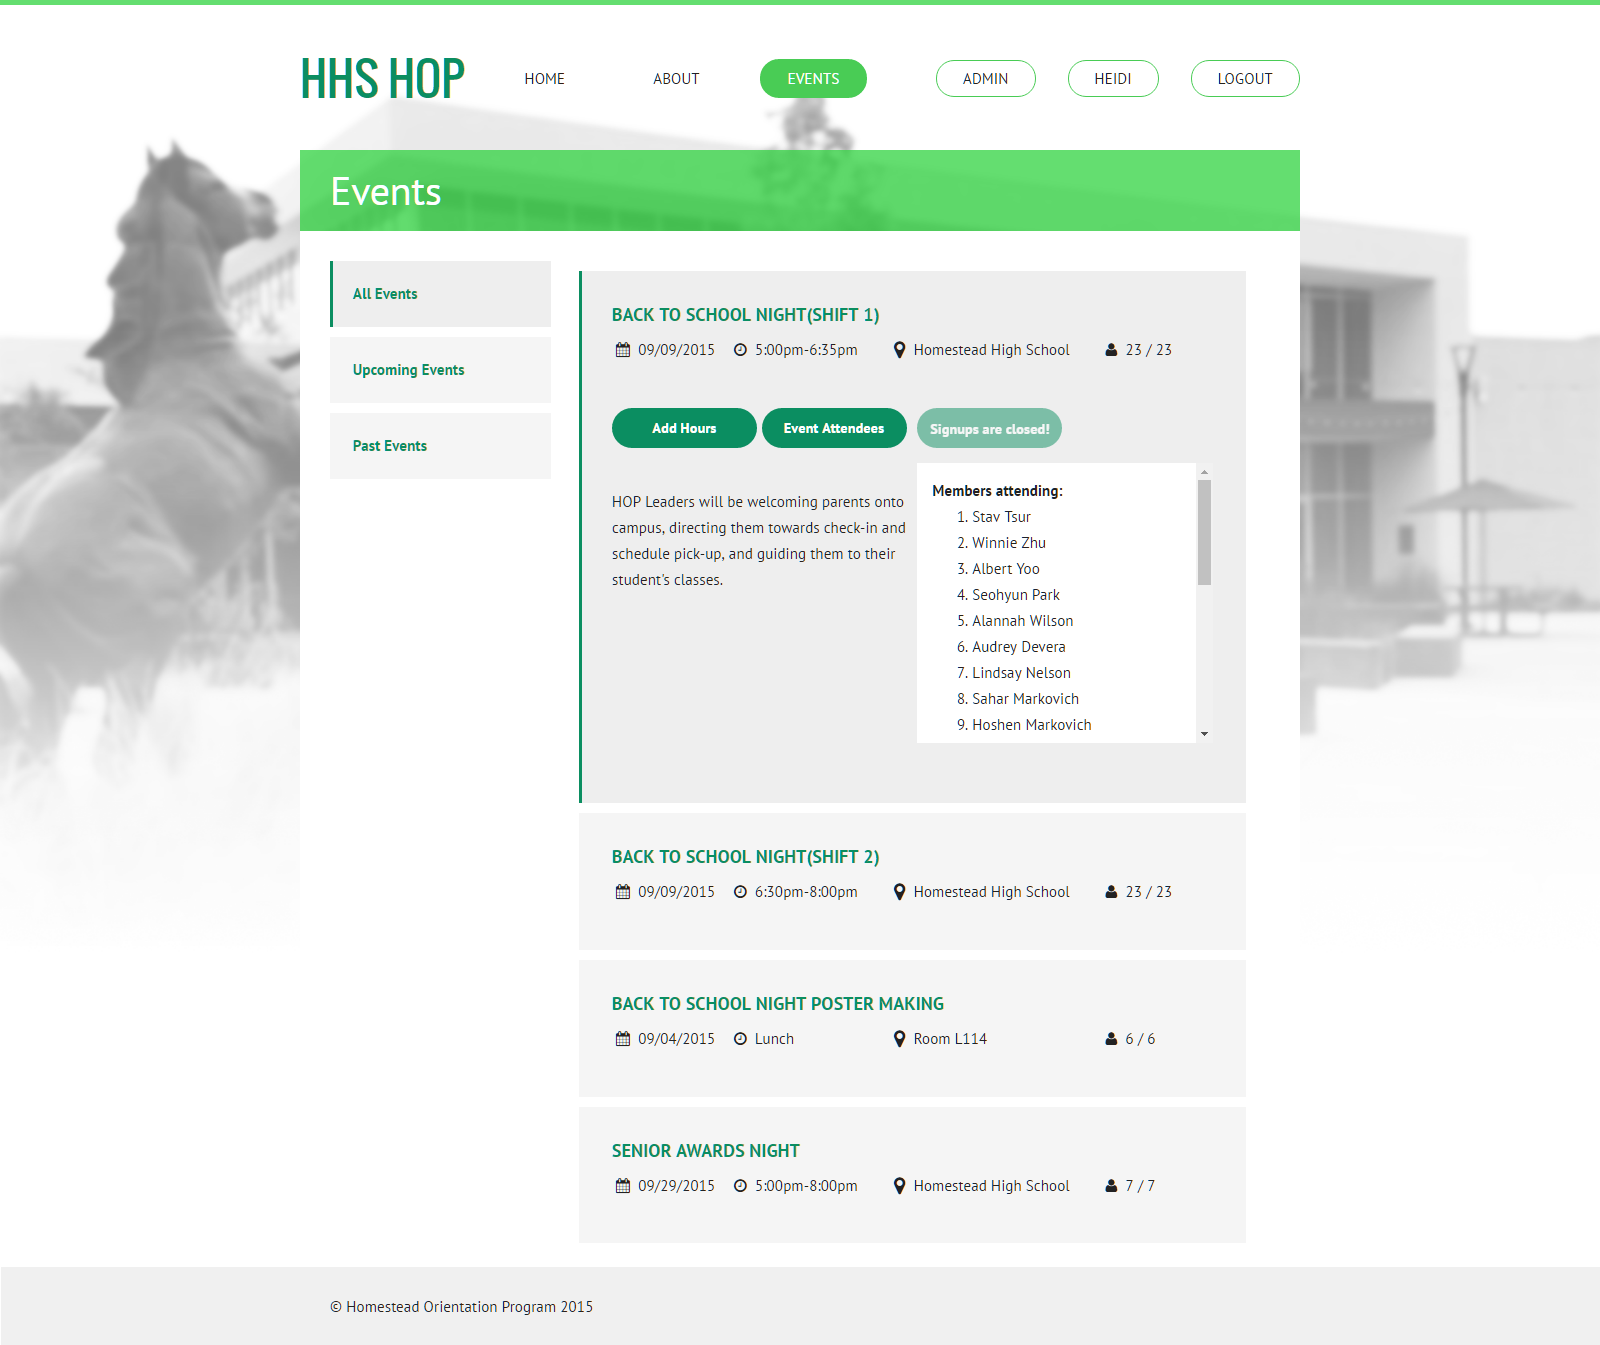 HHS HOP
HOME
ABOUT
EVENTS
ADMIN
HEIDI
LOGOUT
Events
All Events
Upcoming Events
Past Events
BACK TO SCHOOL NIGHT(SHIFT 1)
09/09/2015 5:00pm-6:35pm Homestead High School 23 / 23
Add Hours
Event Attendees
Signups are closed!
HOP Leaders will be welcoming parents onto
campus, directing them towards check-in and
schedule pick-up, and guiding them to their
student's classes.
Members attending:
1. Stav Tsur
2. Winnie Zhu
3. Albert Yoo
4. Seohyun Park
5. Alannah Wilson
6. Audrey Devera
7. Lindsay Nelson
8. Sahar Markovich
9. Hoshen Markovich
BACK TO SCHOOL NIGHT(SHIFT 2)
09/09/2015 6:30pm-8:00pm Homestead High School 23 / 23
BACK TO SCHOOL NIGHT POSTER MAKING
09/04/2015 Lunch Room L114 6 / 6
SENIOR AWARDS NIGHT
09/29/2015 5:00pm-8:00pm Homestead High School 7 / 7
© Homestead Orientation Program 2015